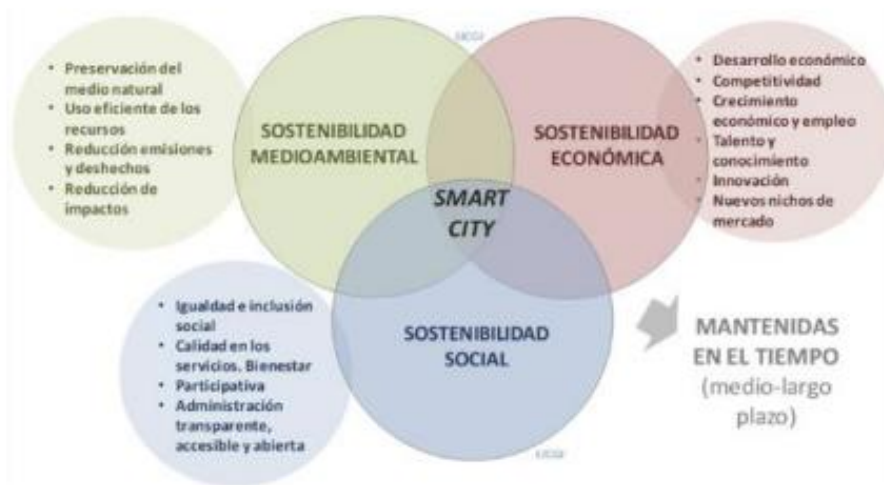 • Preservación del
medio natural
• Uso eficiente de los
recursos
• Reducción emisiones
y deshechos
• Reducción de
impactos
SOSTENIBILIDAD
MEDIOAMBIENTAL
SOSTENIBILIDAD
ECONÓMICA
• Desarrollo económico
• Competitividad
• Crecimiento
económico y empleo
• Talento y
conocimiento
• Innovación
• Nuevos nichos de
mercado
SMART
CITY
• Igualdad e inclusión
social
• Calidad en los
servicios. Bienestar
• Participativa
• Administración
transparente,
accesible y abierta
SOSTENIBILIDAD
SOCIAL
MANTENIDAS
EN EL TIEMPO
(medio-largo
plazo)